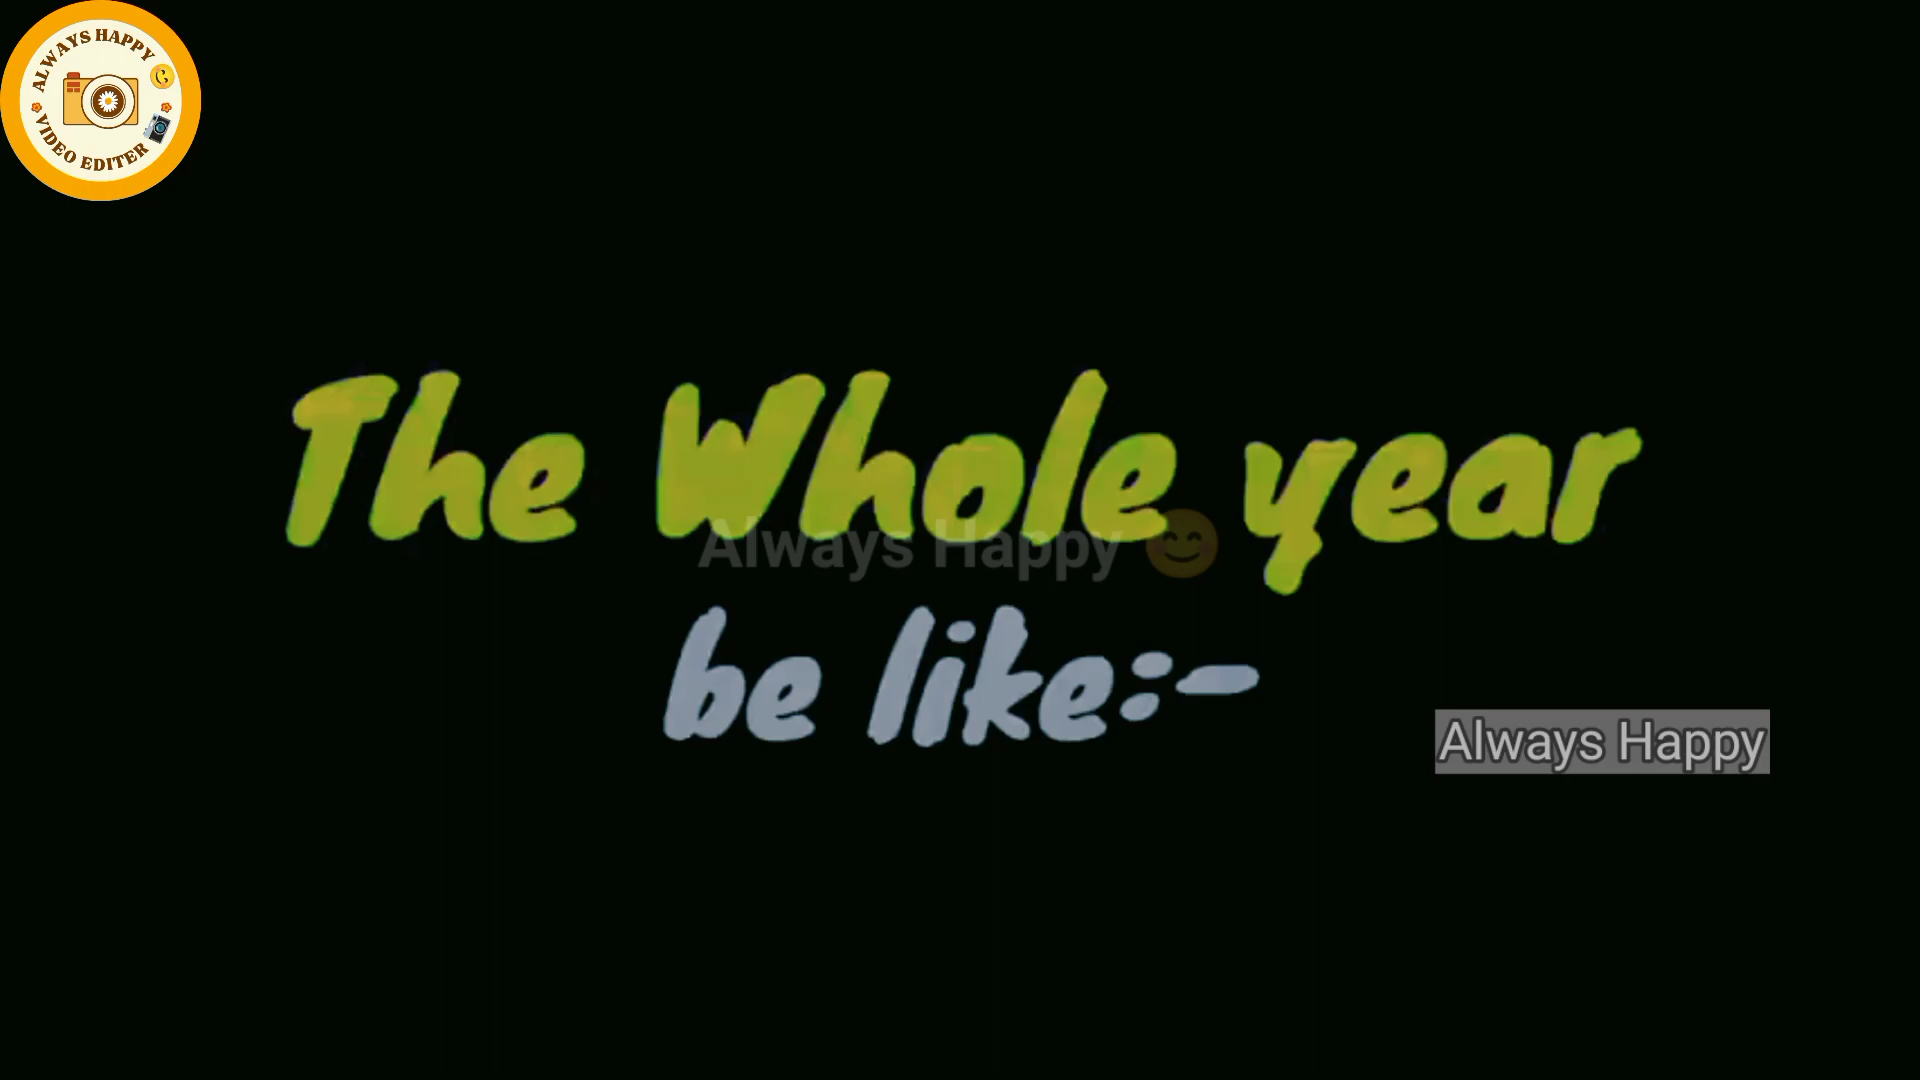 ALWAYS HAPPY
VIDEO EDITER
The Whole year
Always Happy 😊
be like:-
Always Happy